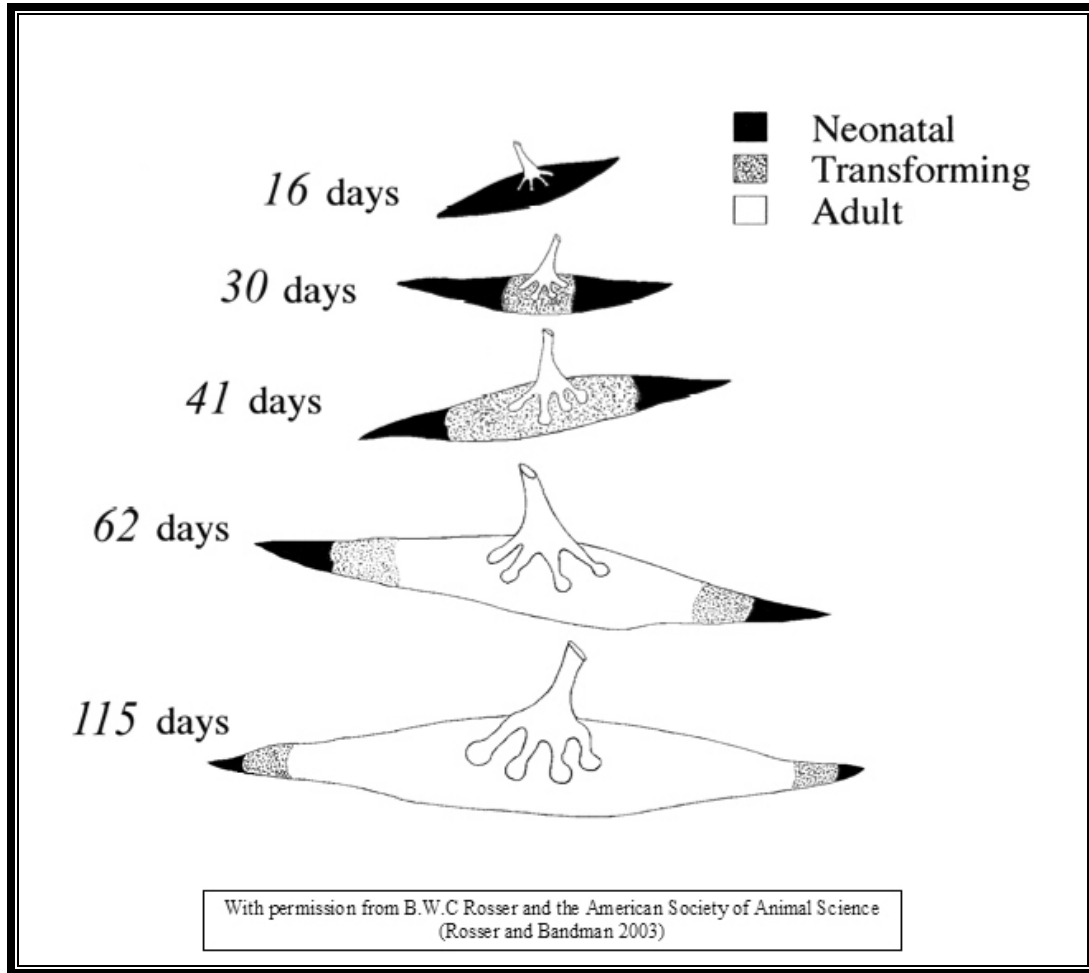 Neonatal
Transforming
Adult
16 days
30 days
41 days
62 days
115 days
With permission from B.W.C Rosser and the American Society of Animal Science
(Rosser and Bandman 2003)